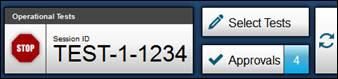 Operational Tests
STOP
Session ID
TEST-1-1234
Select Tests
Approvals 4